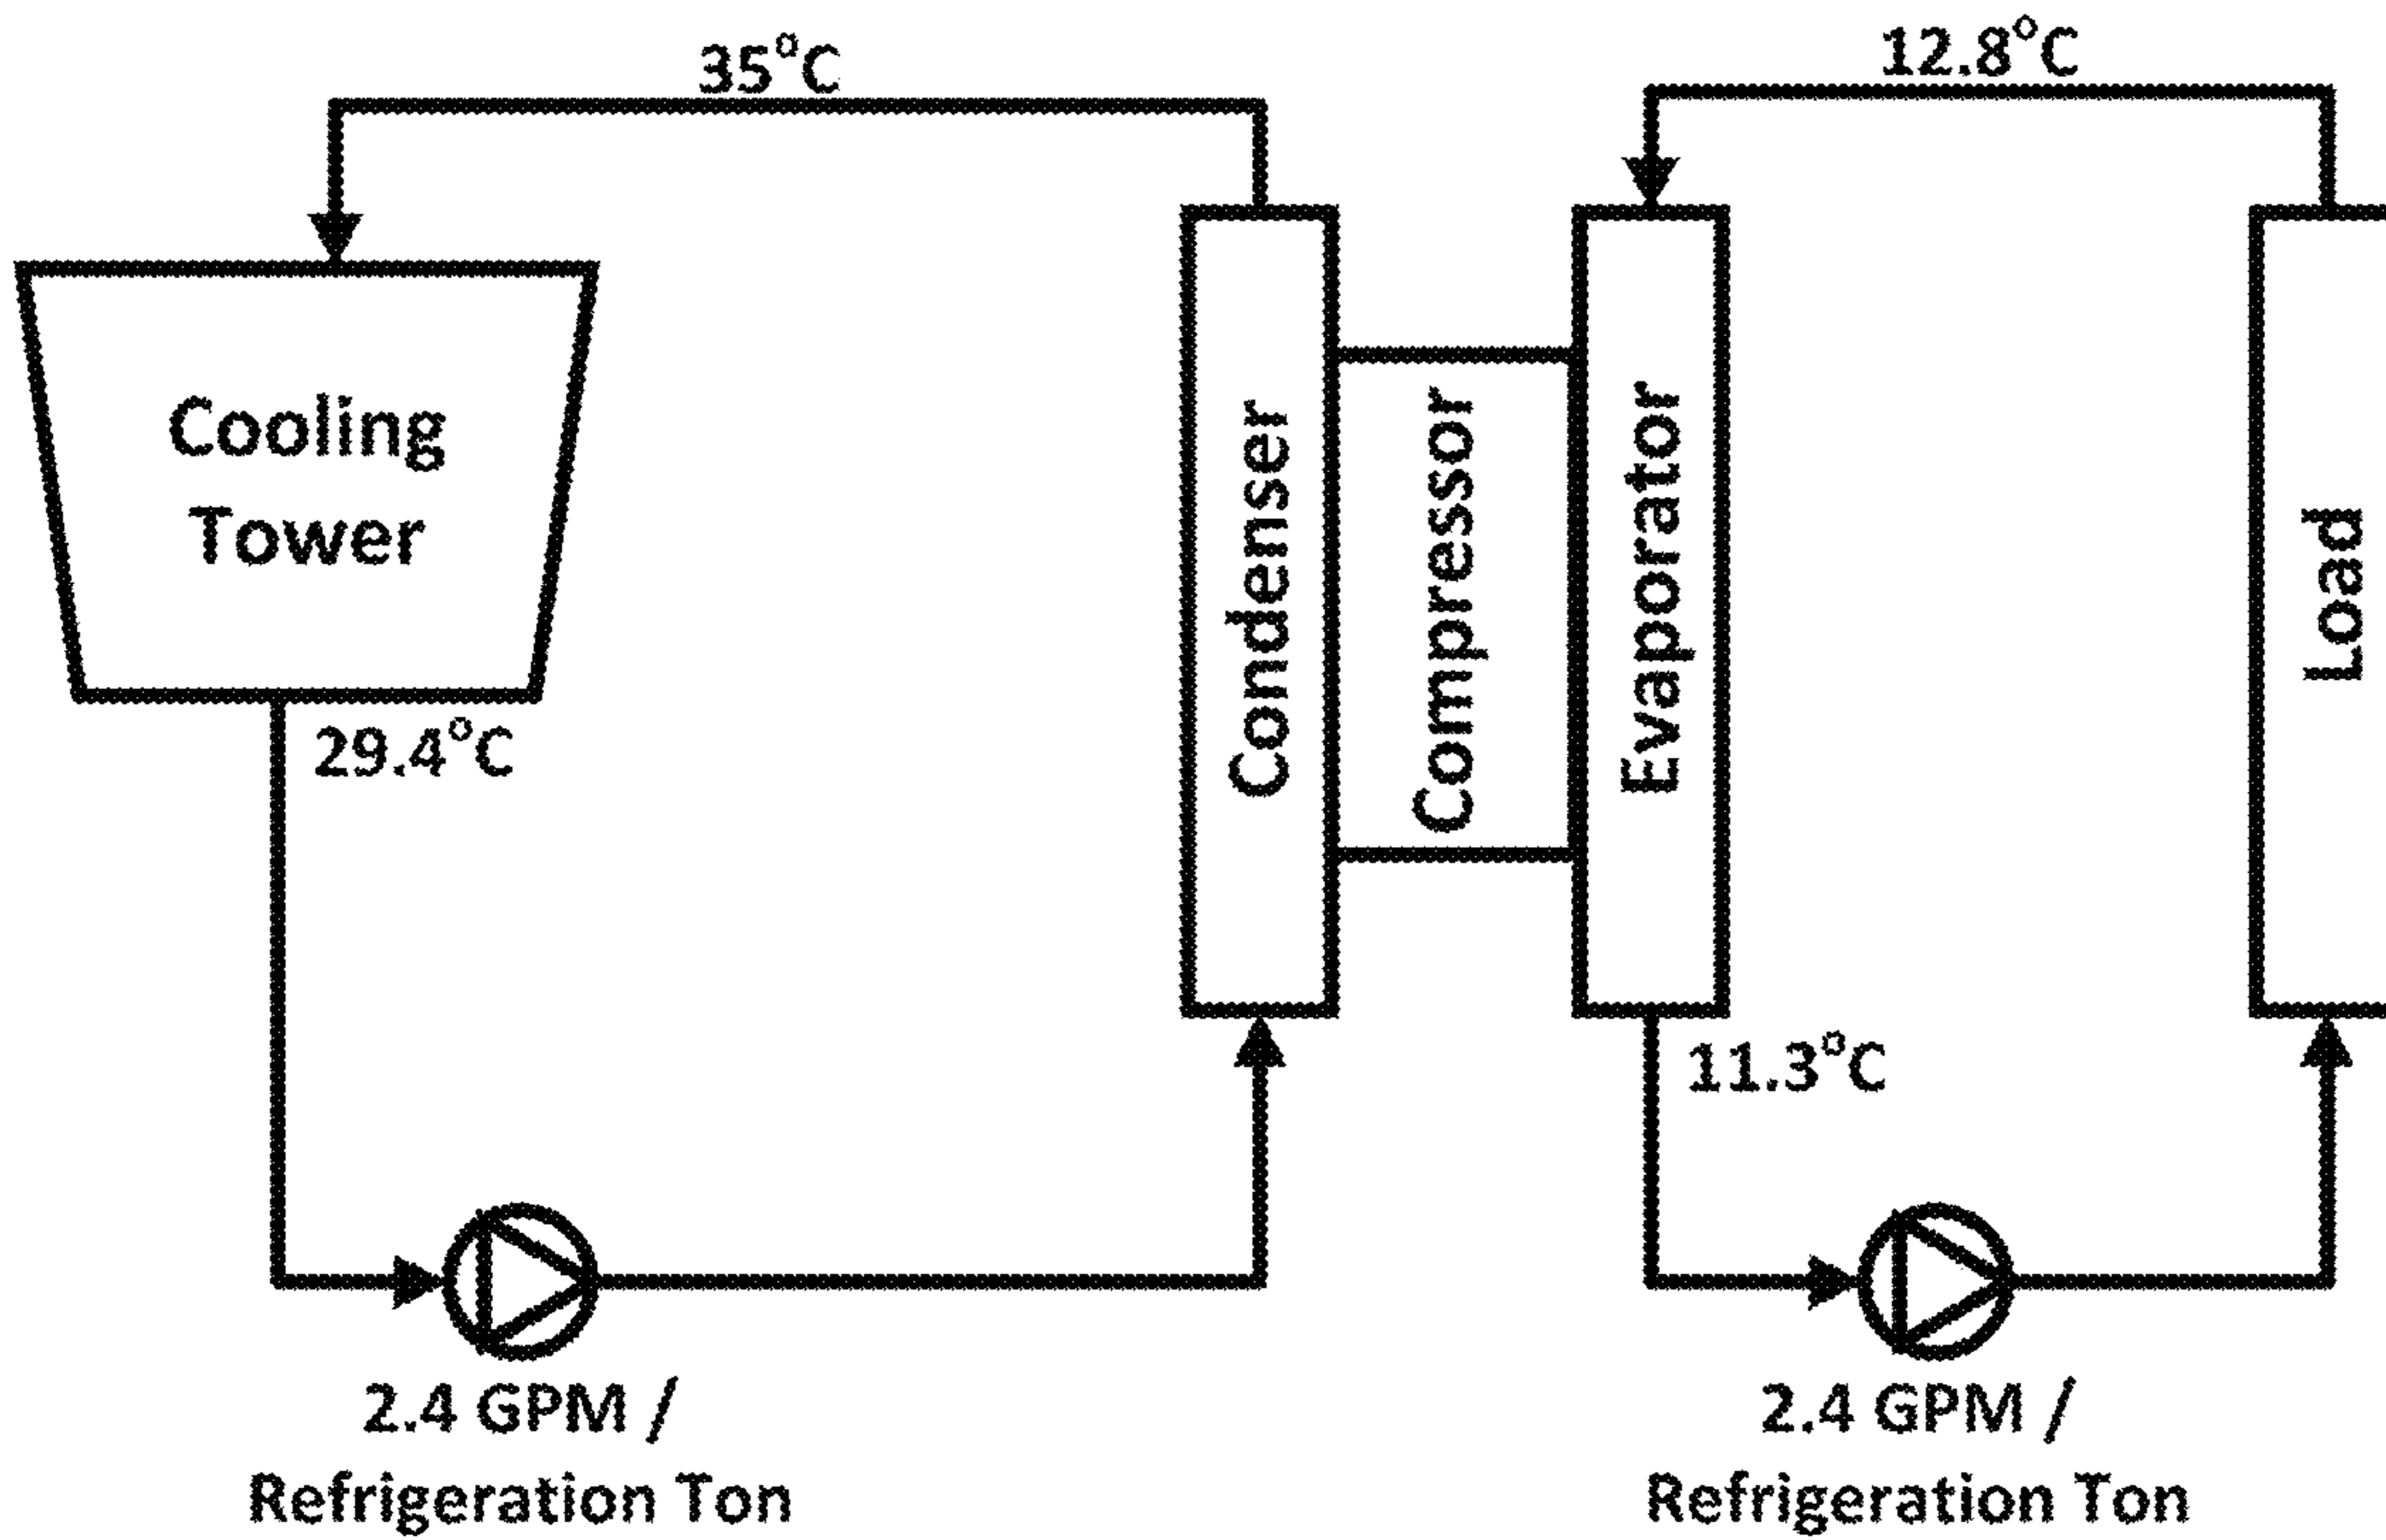 35°C
12.8°C
Cooling
Tower
Condenser
Compressor
Evaporator
Load
29.4°C
11.3°C
2.4 GPM /
Refrigeration Ton
2.4 GPM /
Refrigeration Ton